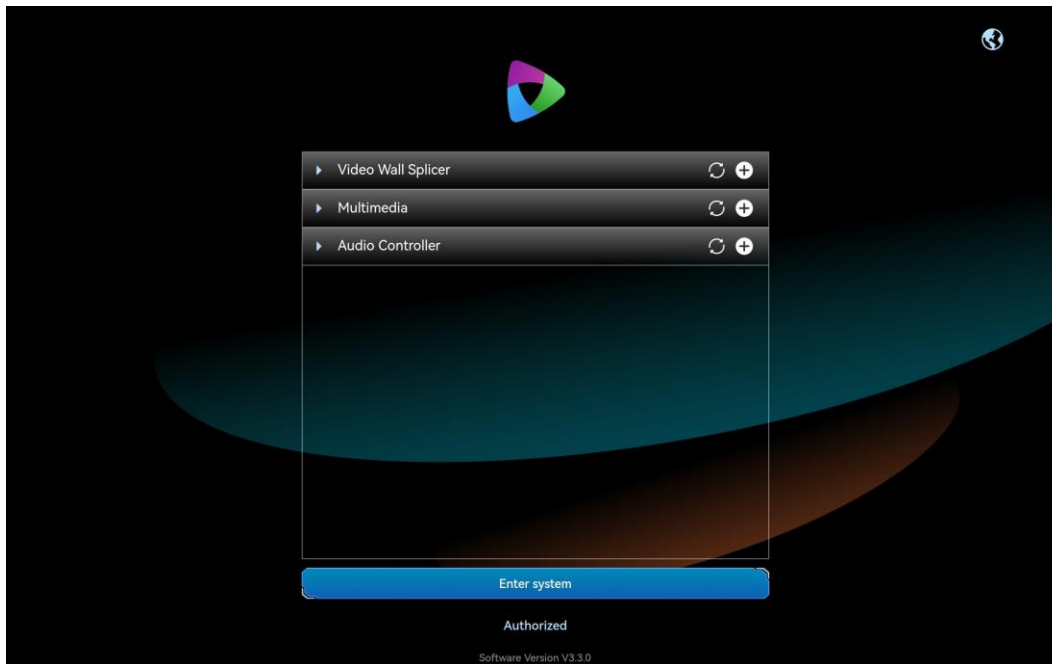 Video Wall Splicer
Multimedia
Audio Controller
Enter system
Authorized
Software Version V3.3.0